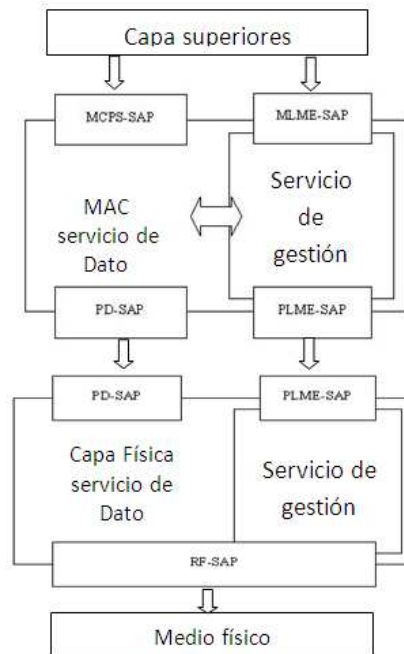 Capa superiores
MCPS-SAP
MLME-SAP
MAC
servicio de
Dato
Servicio
de
gestión
PD-SAP
PLME-SAP
PD-SAP
PLME-SAP
Capa Física
servicio de
Dato
Servicio de
gestión
RF-SAP
Medio físico